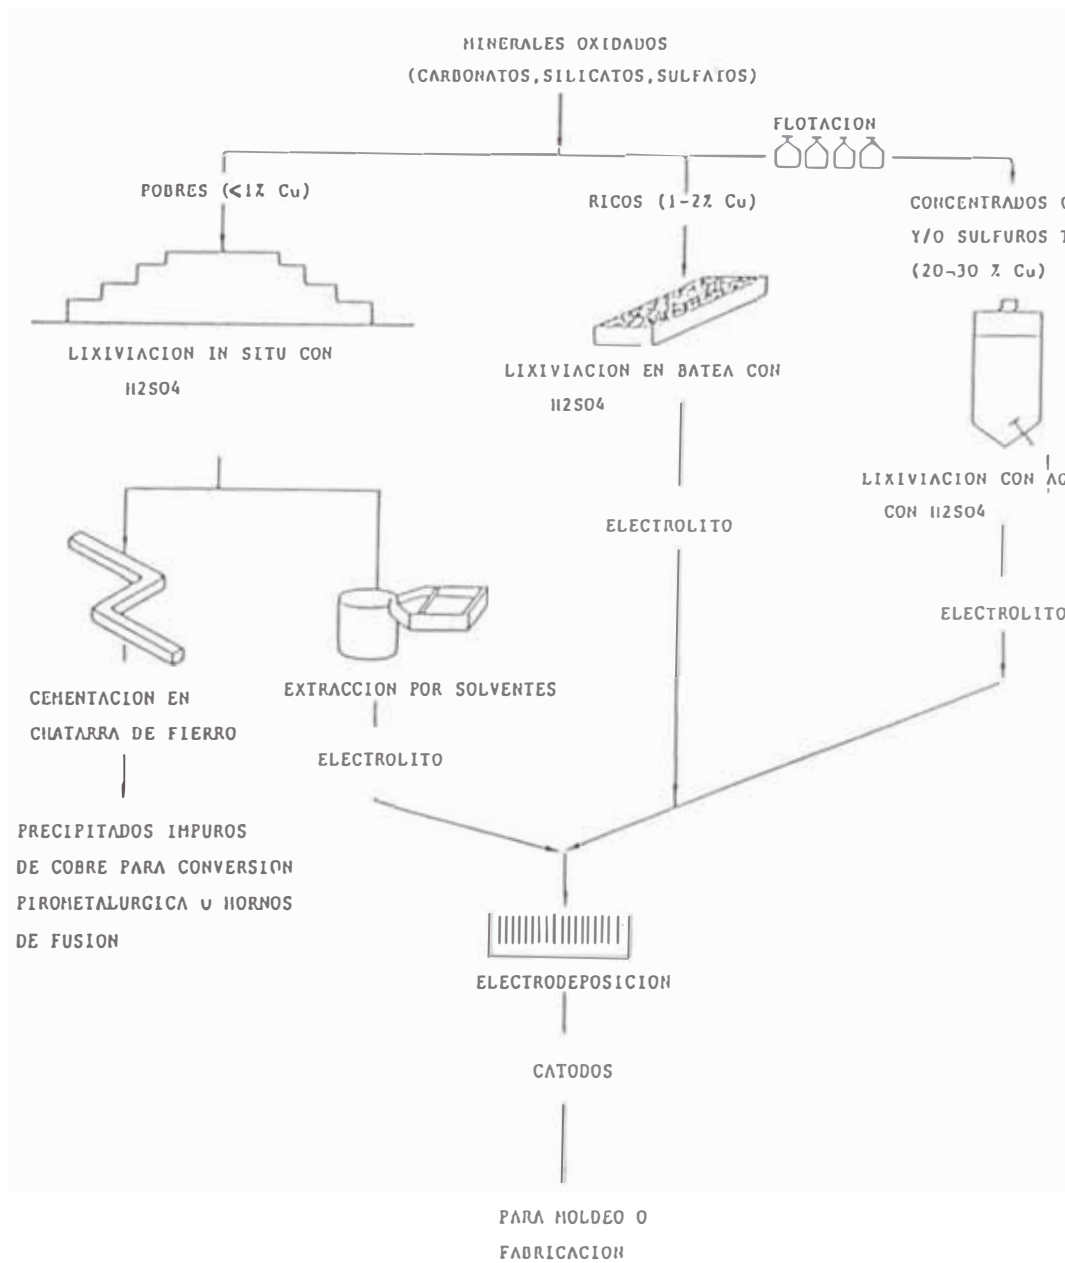 MINERALES OXIDADOS
(CARBONATOS, SILICATOS, SULFATOS)
FLOTACION
POBRES (<1% Cu)
RICOS (1-2% Cu)
CONCENTRADOS
Y/O SULFUROS
(20-30 % Cu)
LIXIVIACION IN SITU CON
H2SO4
LIXIVIACION EN BATEA CON
H2SO4
LIXIVIACION CON
CON H2SO4
ELECTROLITO
ELECTROLITO
CEMENTACION EN
CHATARRA DE FIERRO
EXTRACCION POR SOLVENTES
ELECTROLITO
PRECIPITADOS IMPUROS
DE COBRE PARA CONVERSION
PIROMETALURGICA U HORNOS
DE FUSION
ELECTRODEPOSICION
CATODOS
PARA MOLDEO O
FABRICACION